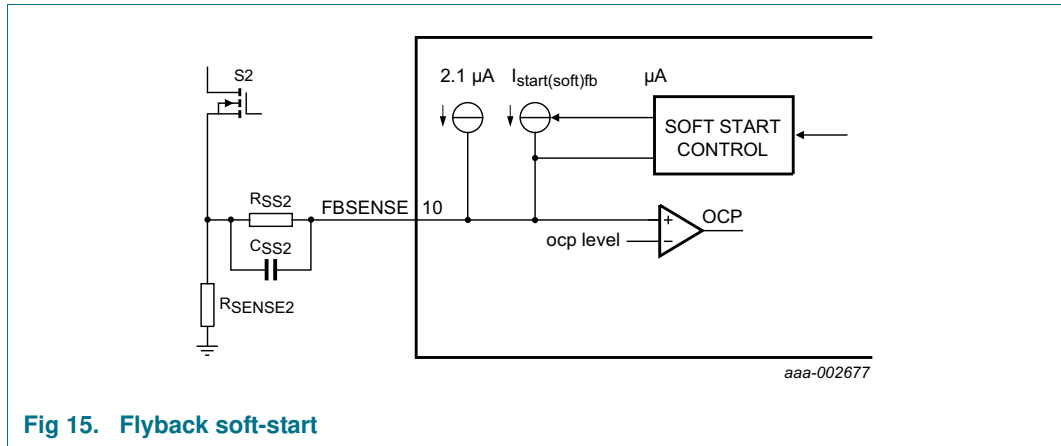 S2
2.1 µA
Istart(soft)fb
µA
SOFT START
CONTROL
RSS2
FBSENSE
10
CSS2
ocp level
+
−
OCP
RSENSE2
aaa-002677
Fig 15. Flyback soft-start